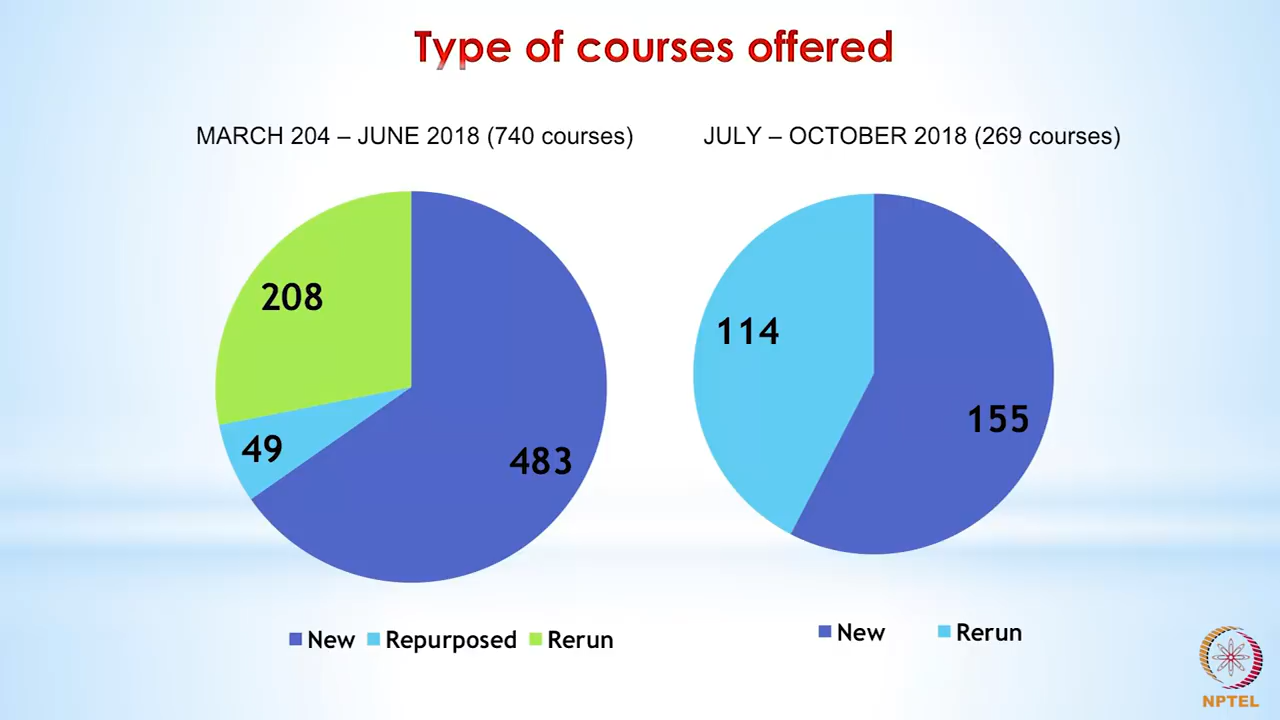 Type of courses offered
MARCH 204 – JUNE 2018 (740 courses)
JULY – OCTOBER 2018 (269 courses)
208
49
483
114
155
New Repurposed Rerun
New Rerun
NPTEL